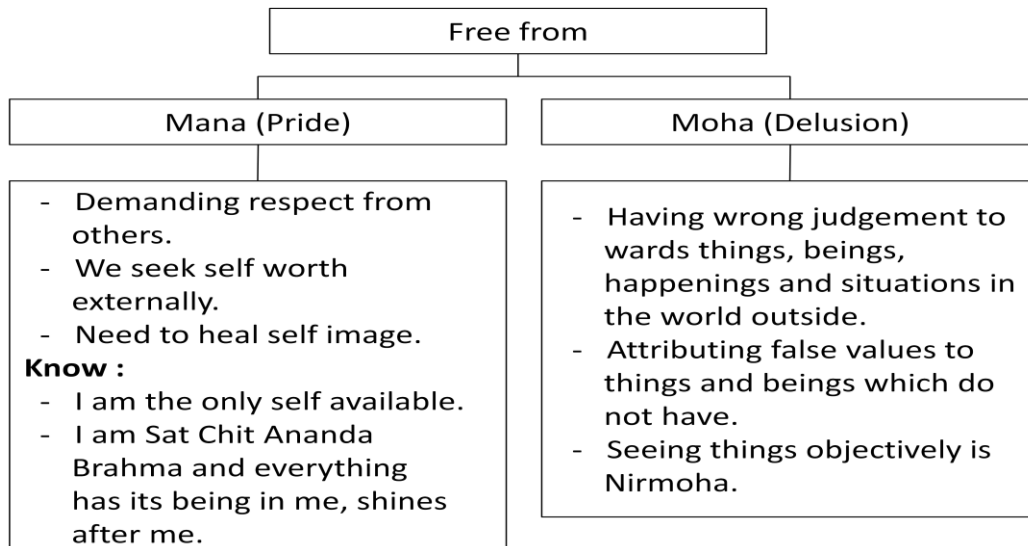 Free from
Mana (Pride)
- Demanding respect from
others.
- We seek self worth
externally.
- Need to heal self image.
Know :
- I am the only self available.
- I am Sat Chit Ananda
Brahma and everything
has its being in me, shines
after me.
Moha (Delusion)
- Having wrong judgement to
wards things, beings,
happenings and situations in
the world outside.
- Attributing false values to
things and beings which do
not have.
- Seeing things objectively is
Nirmoha.